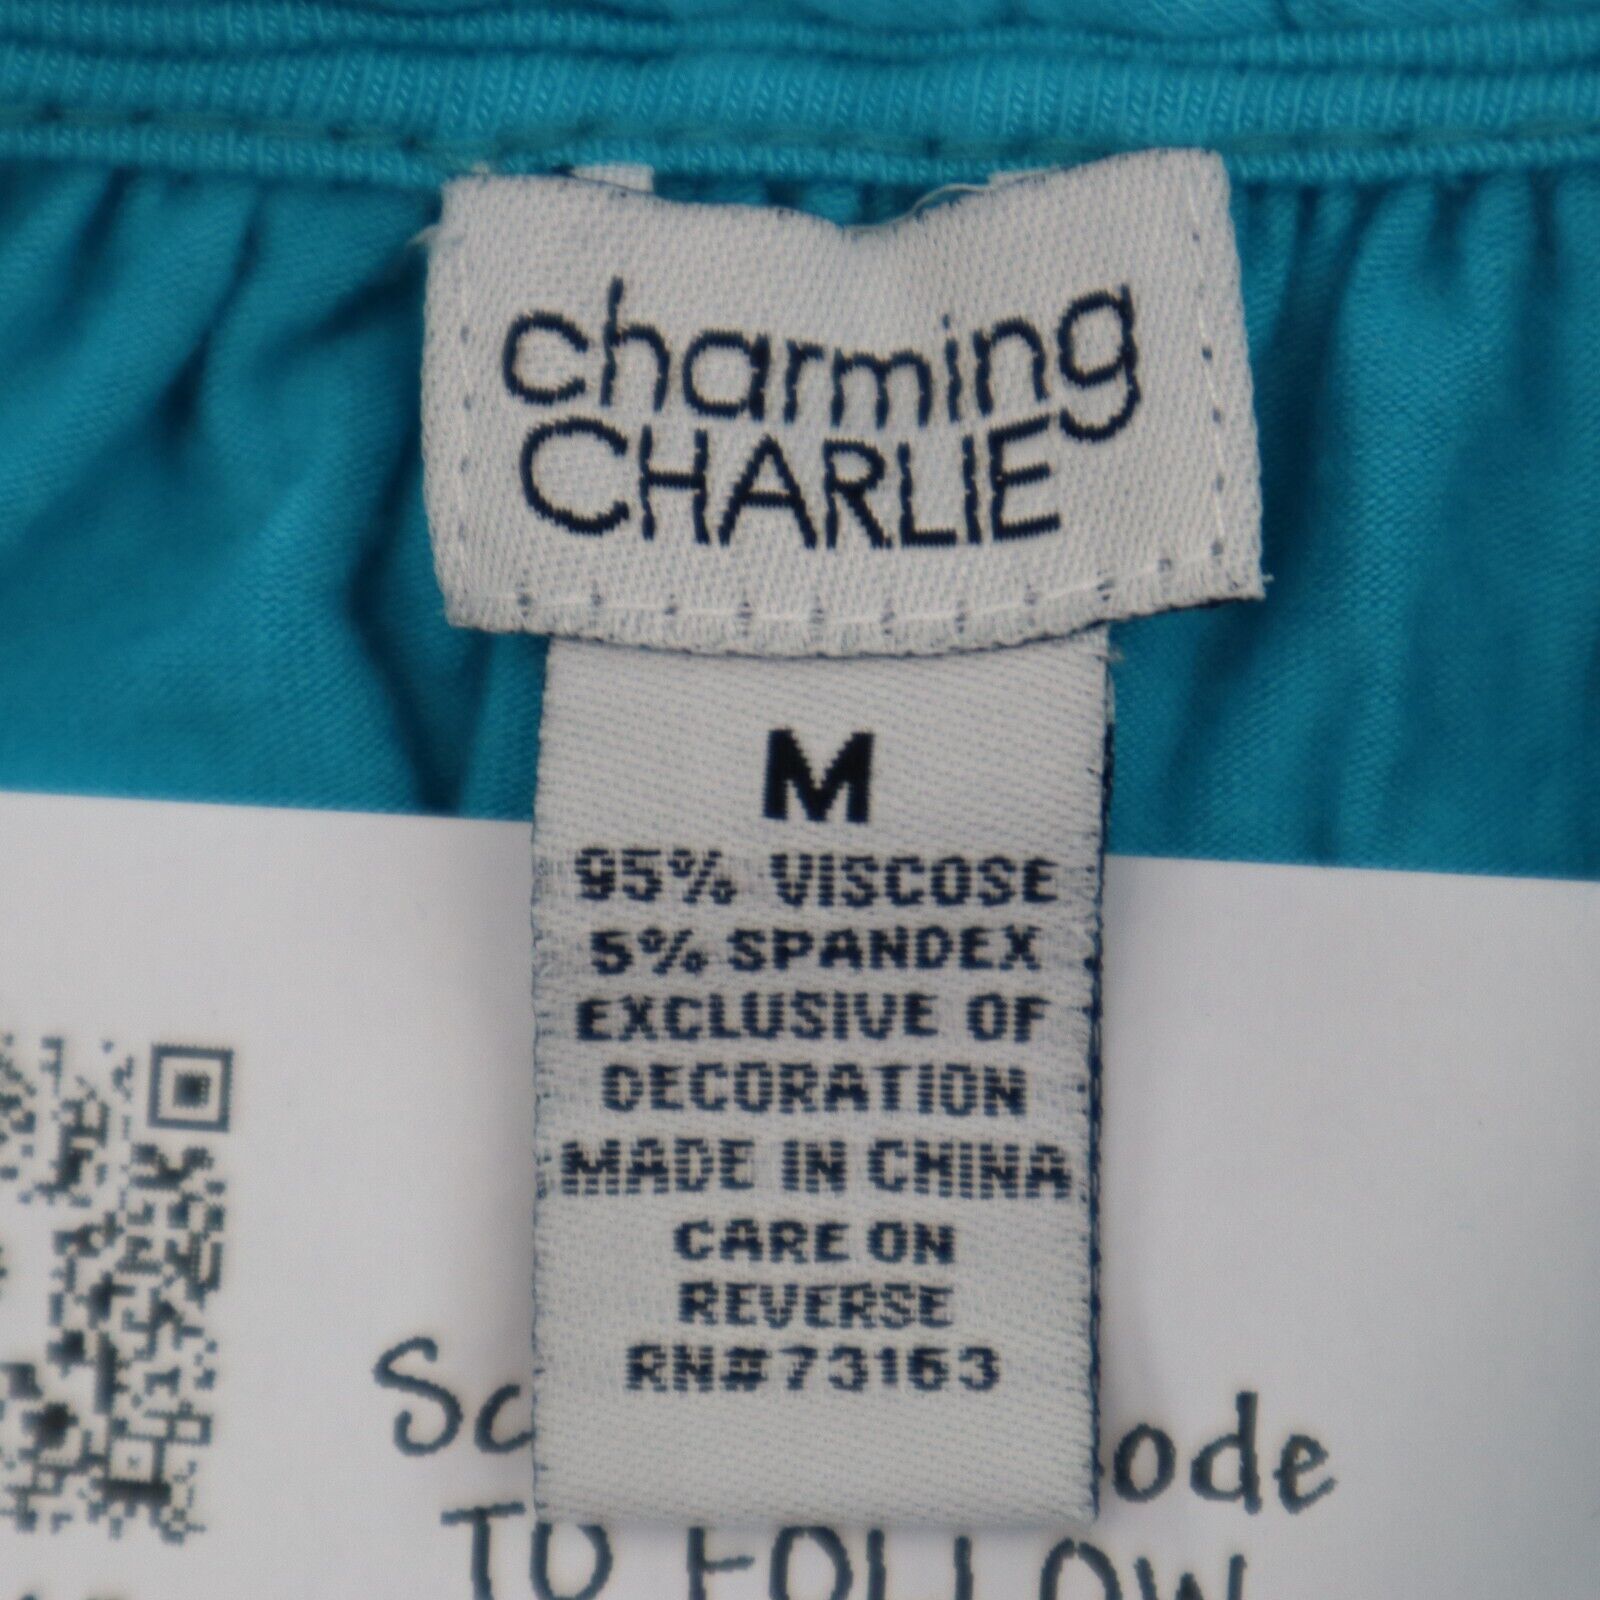 charming
CHARLIE
M
95% VISCOSE
5% SPANDEX
EXCLUSIVE OF
DECORATION
MADE IN CHINA
CARE ON
REVERSE
RN#73163
TO FOLLOW